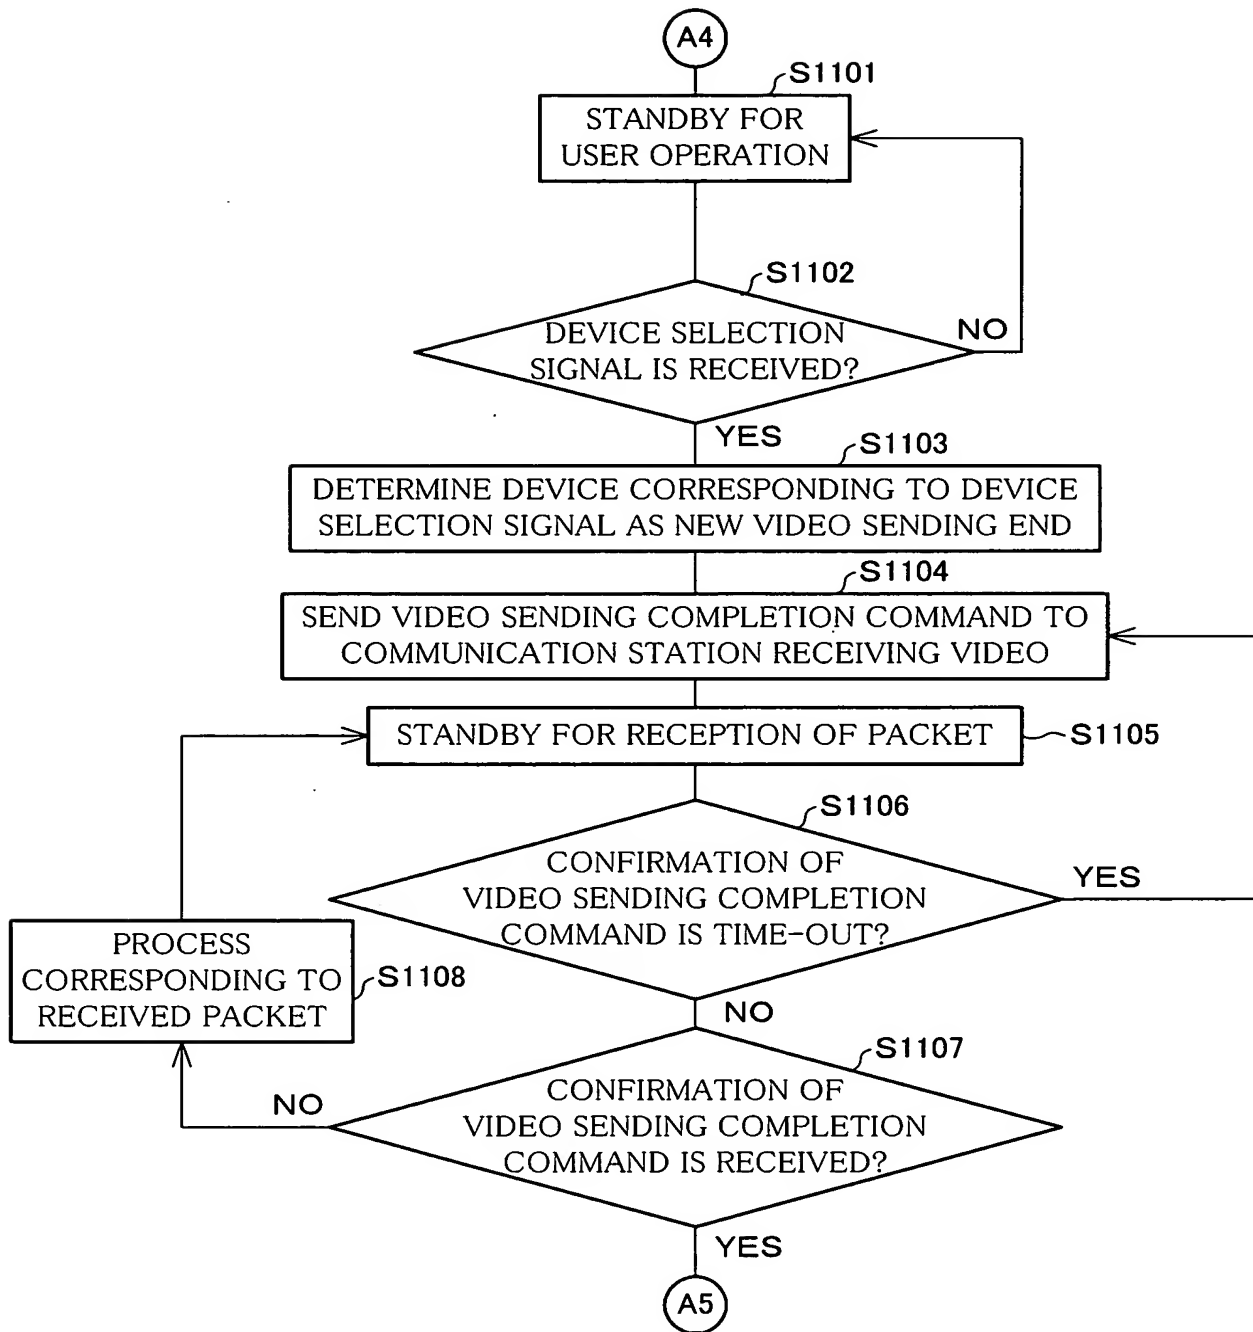 A4
S1101
STANDBY FOR
USER OPERATION
S1102
DEVICE SELECTION
SIGNAL IS RECEIVED?
NO
YES
S1103
DETERMINE DEVICE CORRESPONDING TO DEVICE
SELECTION SIGNAL AS NEW VIDEO SENDING END
S1104
SEND VIDEO SENDING COMPLETION COMMAND TO
COMMUNICATION STATION RECEIVING VIDEO
STANDBY FOR RECEPTION OF PACKET
S1105
S1106
CONFIRMATION OF
VIDEO SENDING COMPLETION
COMMAND IS TIME-OUT?
YES
NO
PROCESS
CORRESPONDING TO
RECEIVED PACKET
S1108
S1107
CONFIRMATION OF
VIDEO SENDING COMPLETION
COMMAND IS RECEIVED?
NO
YES
A5